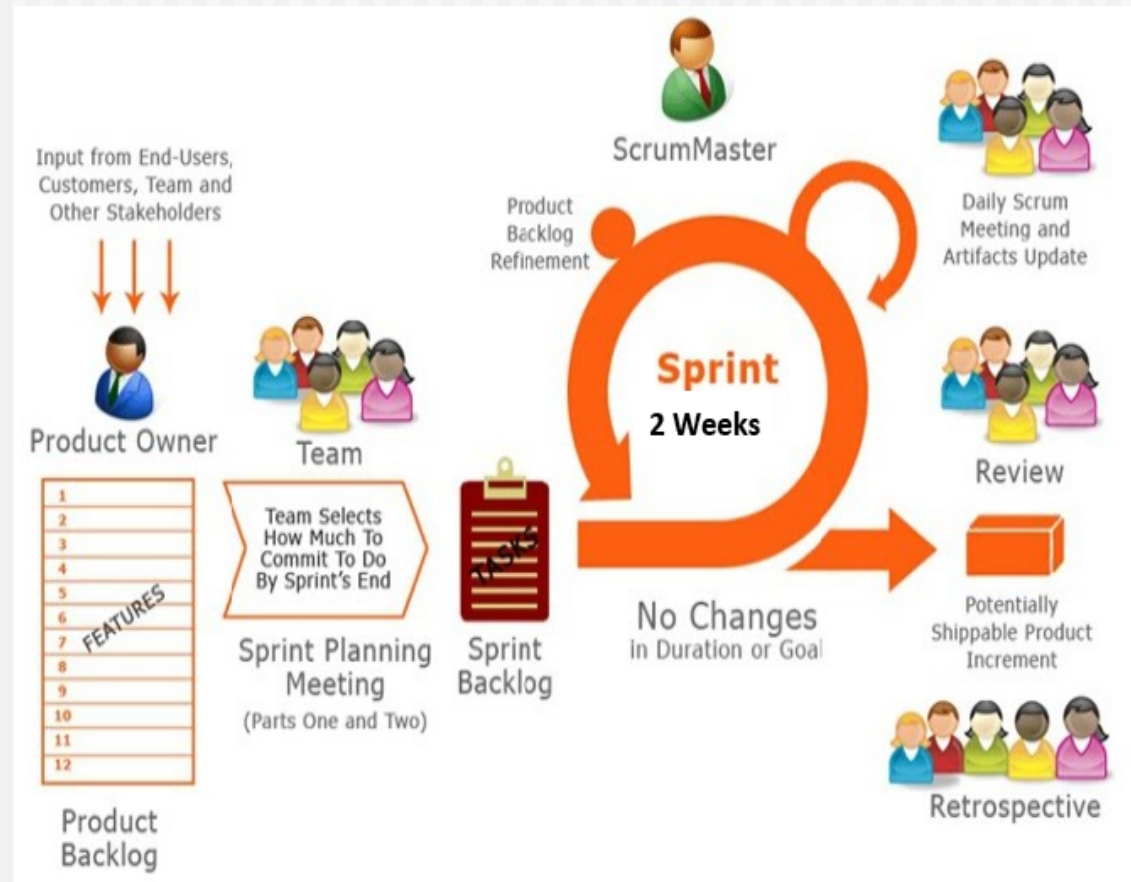 Input from End-Users,
Customers, Team and
Other Stakeholders
Product Owner
1
2
3
4
5
6
7
8
9
10
11
12
FEATURES
Product
Backlog
Team
Team Selects
How Much To
Commit To Do
By Sprint's End
Sprint Planning
Meeting
(Parts One and Two)
TASKS
Sprint
Backlog
ScrumMaster
Product
Backlog
Refinement
Sprint
2 Weeks
No Changes
in Duration or Goal
Daily Scrum
Meeting and
Artifacts Update
Review
Potentially
Shippable Product
Increment
Retrospective